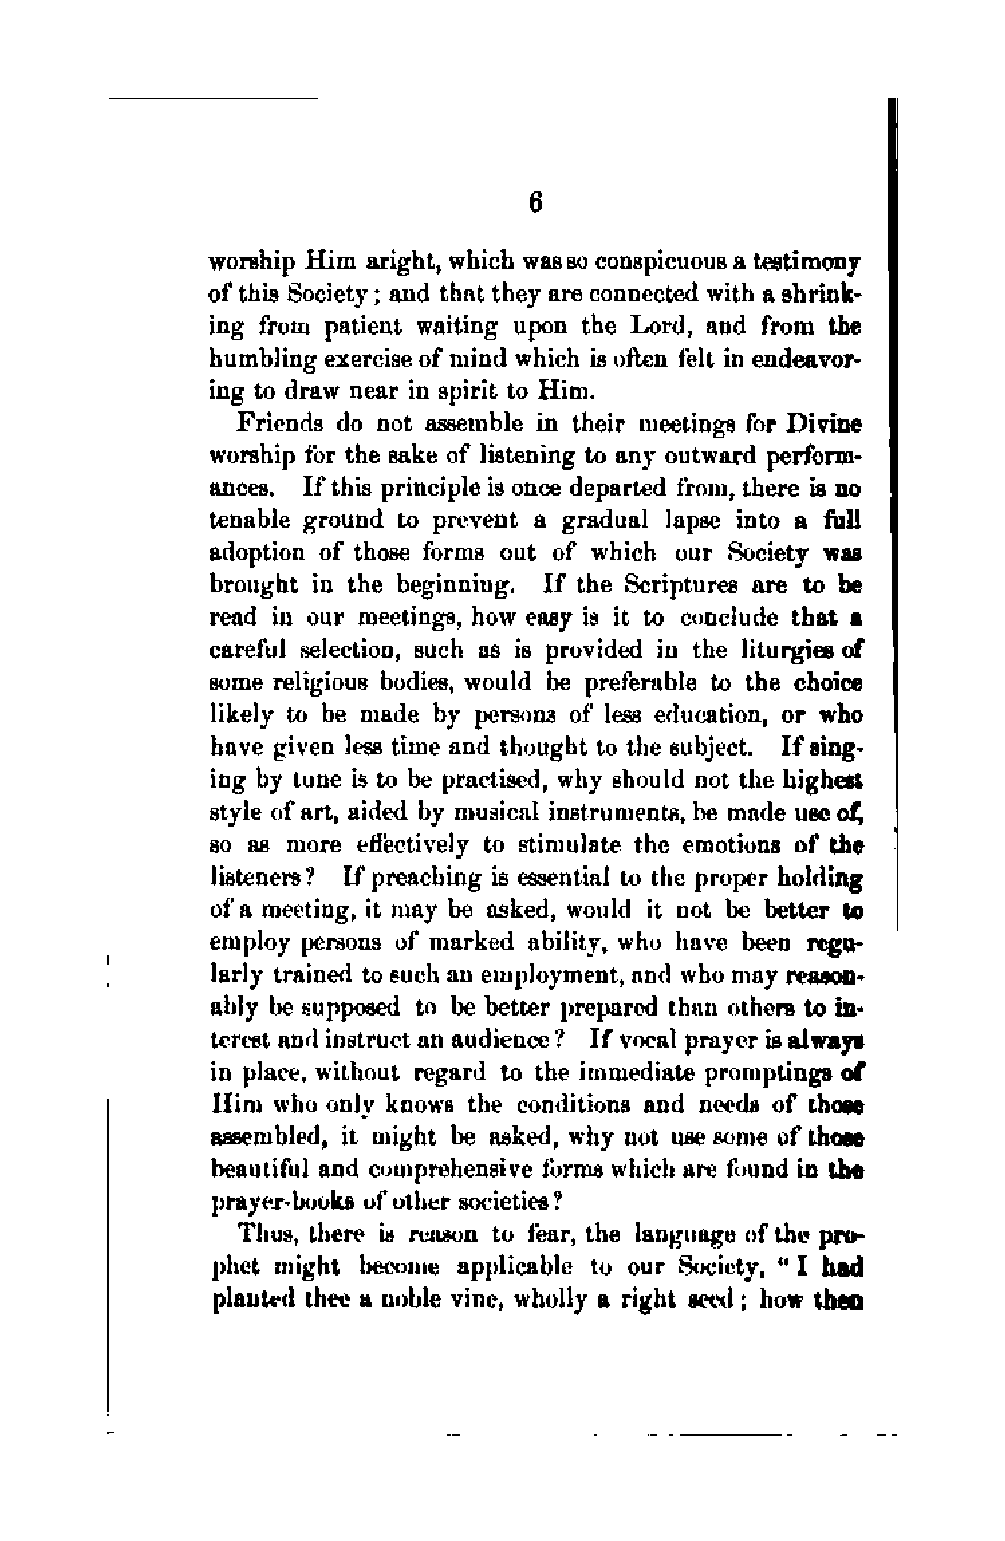 6
worship Him aright, which was so conspicuous a testimony
of this Society; and that they are connected with a shrink-
ing from patient waiting upon the Lord, and from the
humbling exercise of mind which is often felt in endeavor-
ing to draw near in spirit to Him.
Friends do not assemble in their meetings for Divine
worship for the sake of listening to any outward perform-
ances. If this principle is once departed from, there is no
tenable ground to prevent a gradual lapse into a full
adoption of those forms out of which our Society was
brought in the beginning. If the Scriptures are to be
read in our meetings, how easy is it to conclude that a
careful selection, such as is provided in the liturgies of
some religious bodies, would be preferable to the choice
likely to be made by persons of less education, or who
have given less time and thought to the subject. If sing-
ing by tune is to be practised, why should not the highest
style of art, aided by musical instruments, be made use of,
so as more effectively to stimulate the emotions of the
listeners? If preaching is essential to the proper holding
of a meeting, it may be asked, would it not be better to
employ persons of marked ability, who have been regu-
larly trained to such an employment, and who may reason-
ably be supposed to be better prepared than others to in-
terest and instruct an audience? If vocal prayer is always
in place, without regard to the immediate promptings of
Him who only knows the conditions and needs of those
assembled, it might be asked, why not use some of those
beautiful and comprehensive forms which are found in the
prayer-books of other societies?
Thus, there is reason to fear, the language of the pro-
phet might become applicable to our Society, "I had
planted thee a noble vine, wholly a right seed; how then